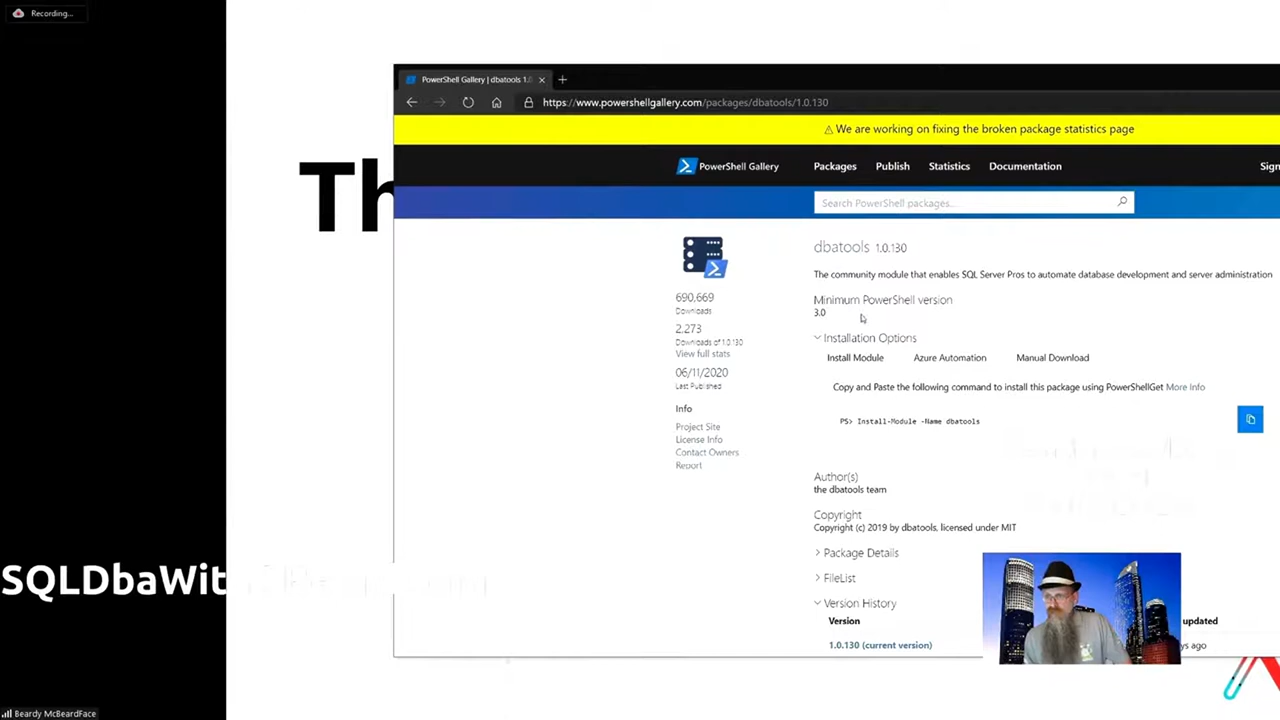 Recording...
Th
PowerShell Gallery | dbatools 1.0
https://www.powershellgallery.com/packages/dbatools/1.0.130
⚠ We are working on fixing the broken package statistics page
PowerShell Gallery
Packages
Publish
Statistics
Documentation
Sign
Search PowerShell packages...
690,669
Downloads
2,273
Downloads of 1.0.130
View full stats
06/11/2020
Last Published
Info
Project Site
License Info
Contact Owners
Report
dbatools 1.0.130
The community module that enables SQL Server Pros to automate database development and server administration
Minimum PowerShell version
3.0
Installation Options
Install Module
Azure Automation
Manual Download
Copy and Paste the following command to install this package using PowerShellGet More Info
PS> Install-Module -Name dbatools
Author(s)
the dbatools team
Copyright
Copyright (c) 2019 by dbatools, licensed under MIT
Package Details
FileList
Version History
Version
updated
1.0.130 (current version)
ys ago
SQLDbaWit
Beardy McBeardFace